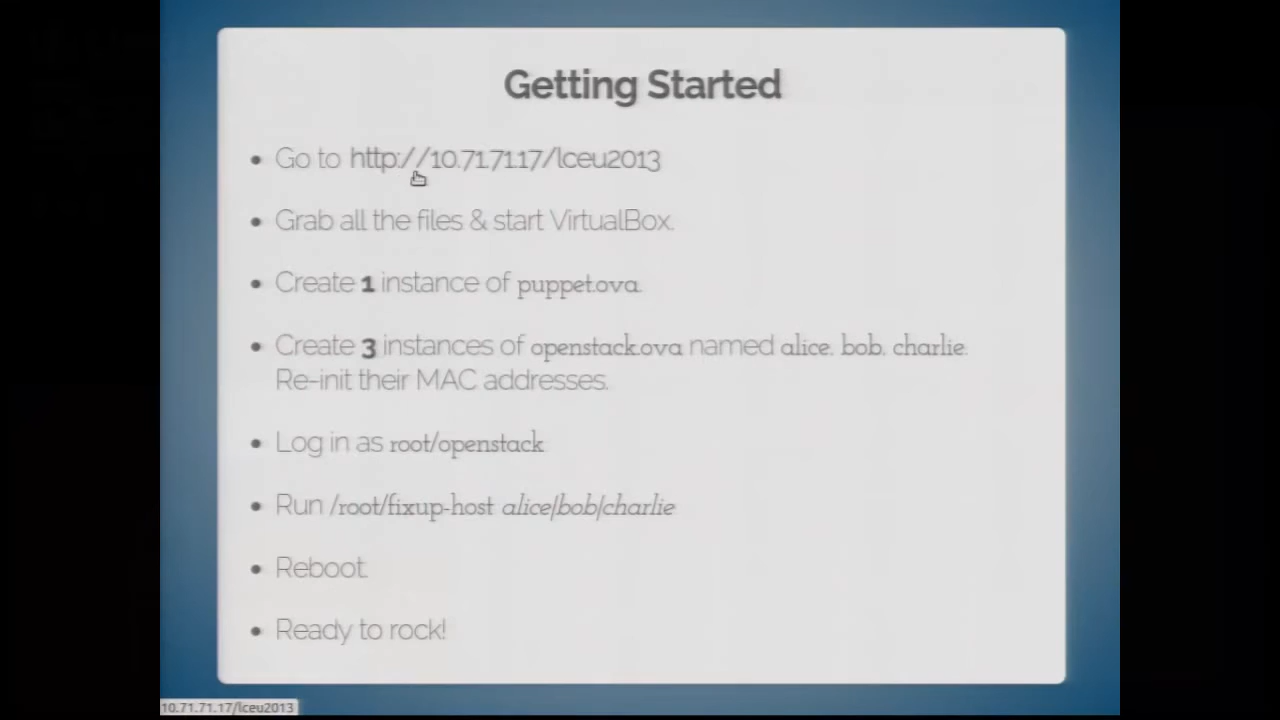 Getting Started
• Go to http://10.71.71.17/lceu2013
• Grab all the files & start VirtualBox.
• Create 1 instance of puppet.ova.
• Create 3 instances of openstack.ova named alice, bob, charlie.
Re-init their MAC addresses.
• Log in as root/openstack
• Run /root/fixup-host alice|bob|charlie
• Reboot.
• Ready to rock!
10.71.71.17/lceu2013